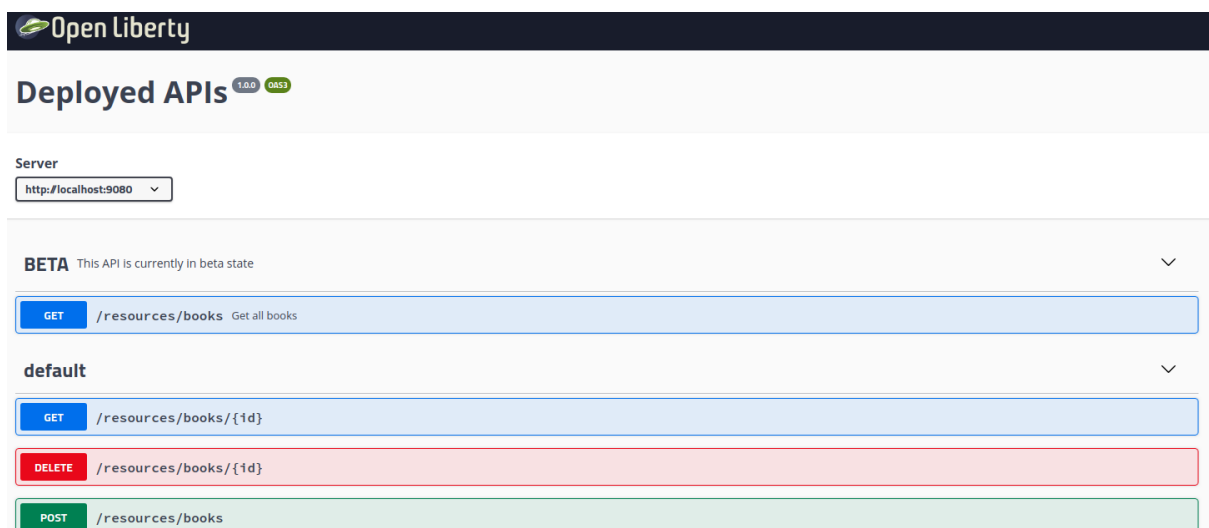 Open Liberty
Deployed APIs 1.0.0 OAS3
Server
http://localhost:9080
BETA This API is currently in beta state
GET /resources/books Get all books
default
GET /resources/books/{id}
DELETE /resources/books/{id}
POST /resources/books